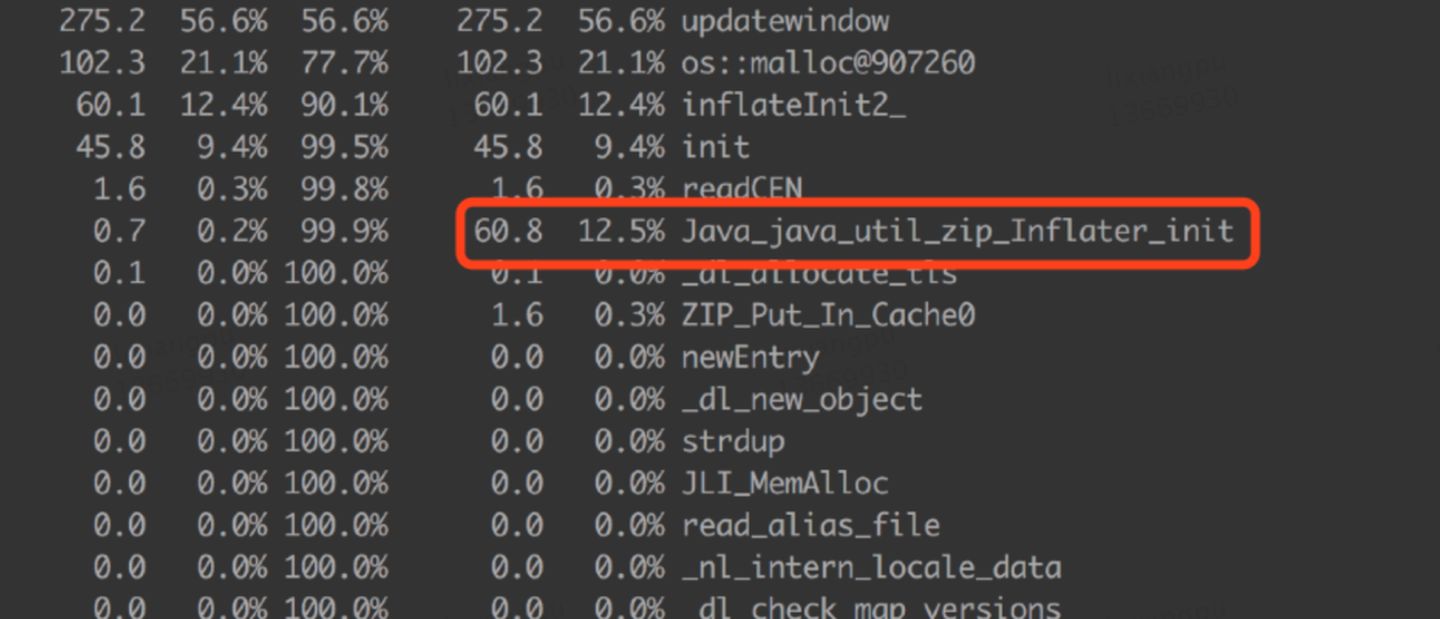 275.2 56.6% 56.6% 275.2 56.6% updatewindow
102.3 21.1% 77.7% 102.3 21.1% os::malloc@907260
60.1 12.4% 90.1% 60.1 12.4% inflateInit2_
45.8 9.4% 99.5% 45.8 9.4% init
1.6 0.3% 99.8% 1.6 0.3% readCEN
0.7 0.2% 99.9% 60.8 12.5% Java_java_util_zip_Inflater_init
0.1 0.0% 100.0% 0.1 0.0% _dl_allocate_tls
0.0 0.0% 100.0% 1.6 0.3% ZIP_Put_In_Cache0
0.0 0.0% 100.0% 0.0 0.0% newEntry
0.0 0.0% 100.0% 0.0 0.0% _dl_new_object
0.0 0.0% 100.0% 0.0 0.0% strdup
0.0 0.0% 100.0% 0.0 0.0% JLI_MemAlloc
0.0 0.0% 100.0% 0.0 0.0% read_alias_file
0.0 0.0% 100.0% 0.0 0.0% _nl_intern_locale_data
0.0 0.0% 100.0% 0.0 0.0% _dl_check_map_versions